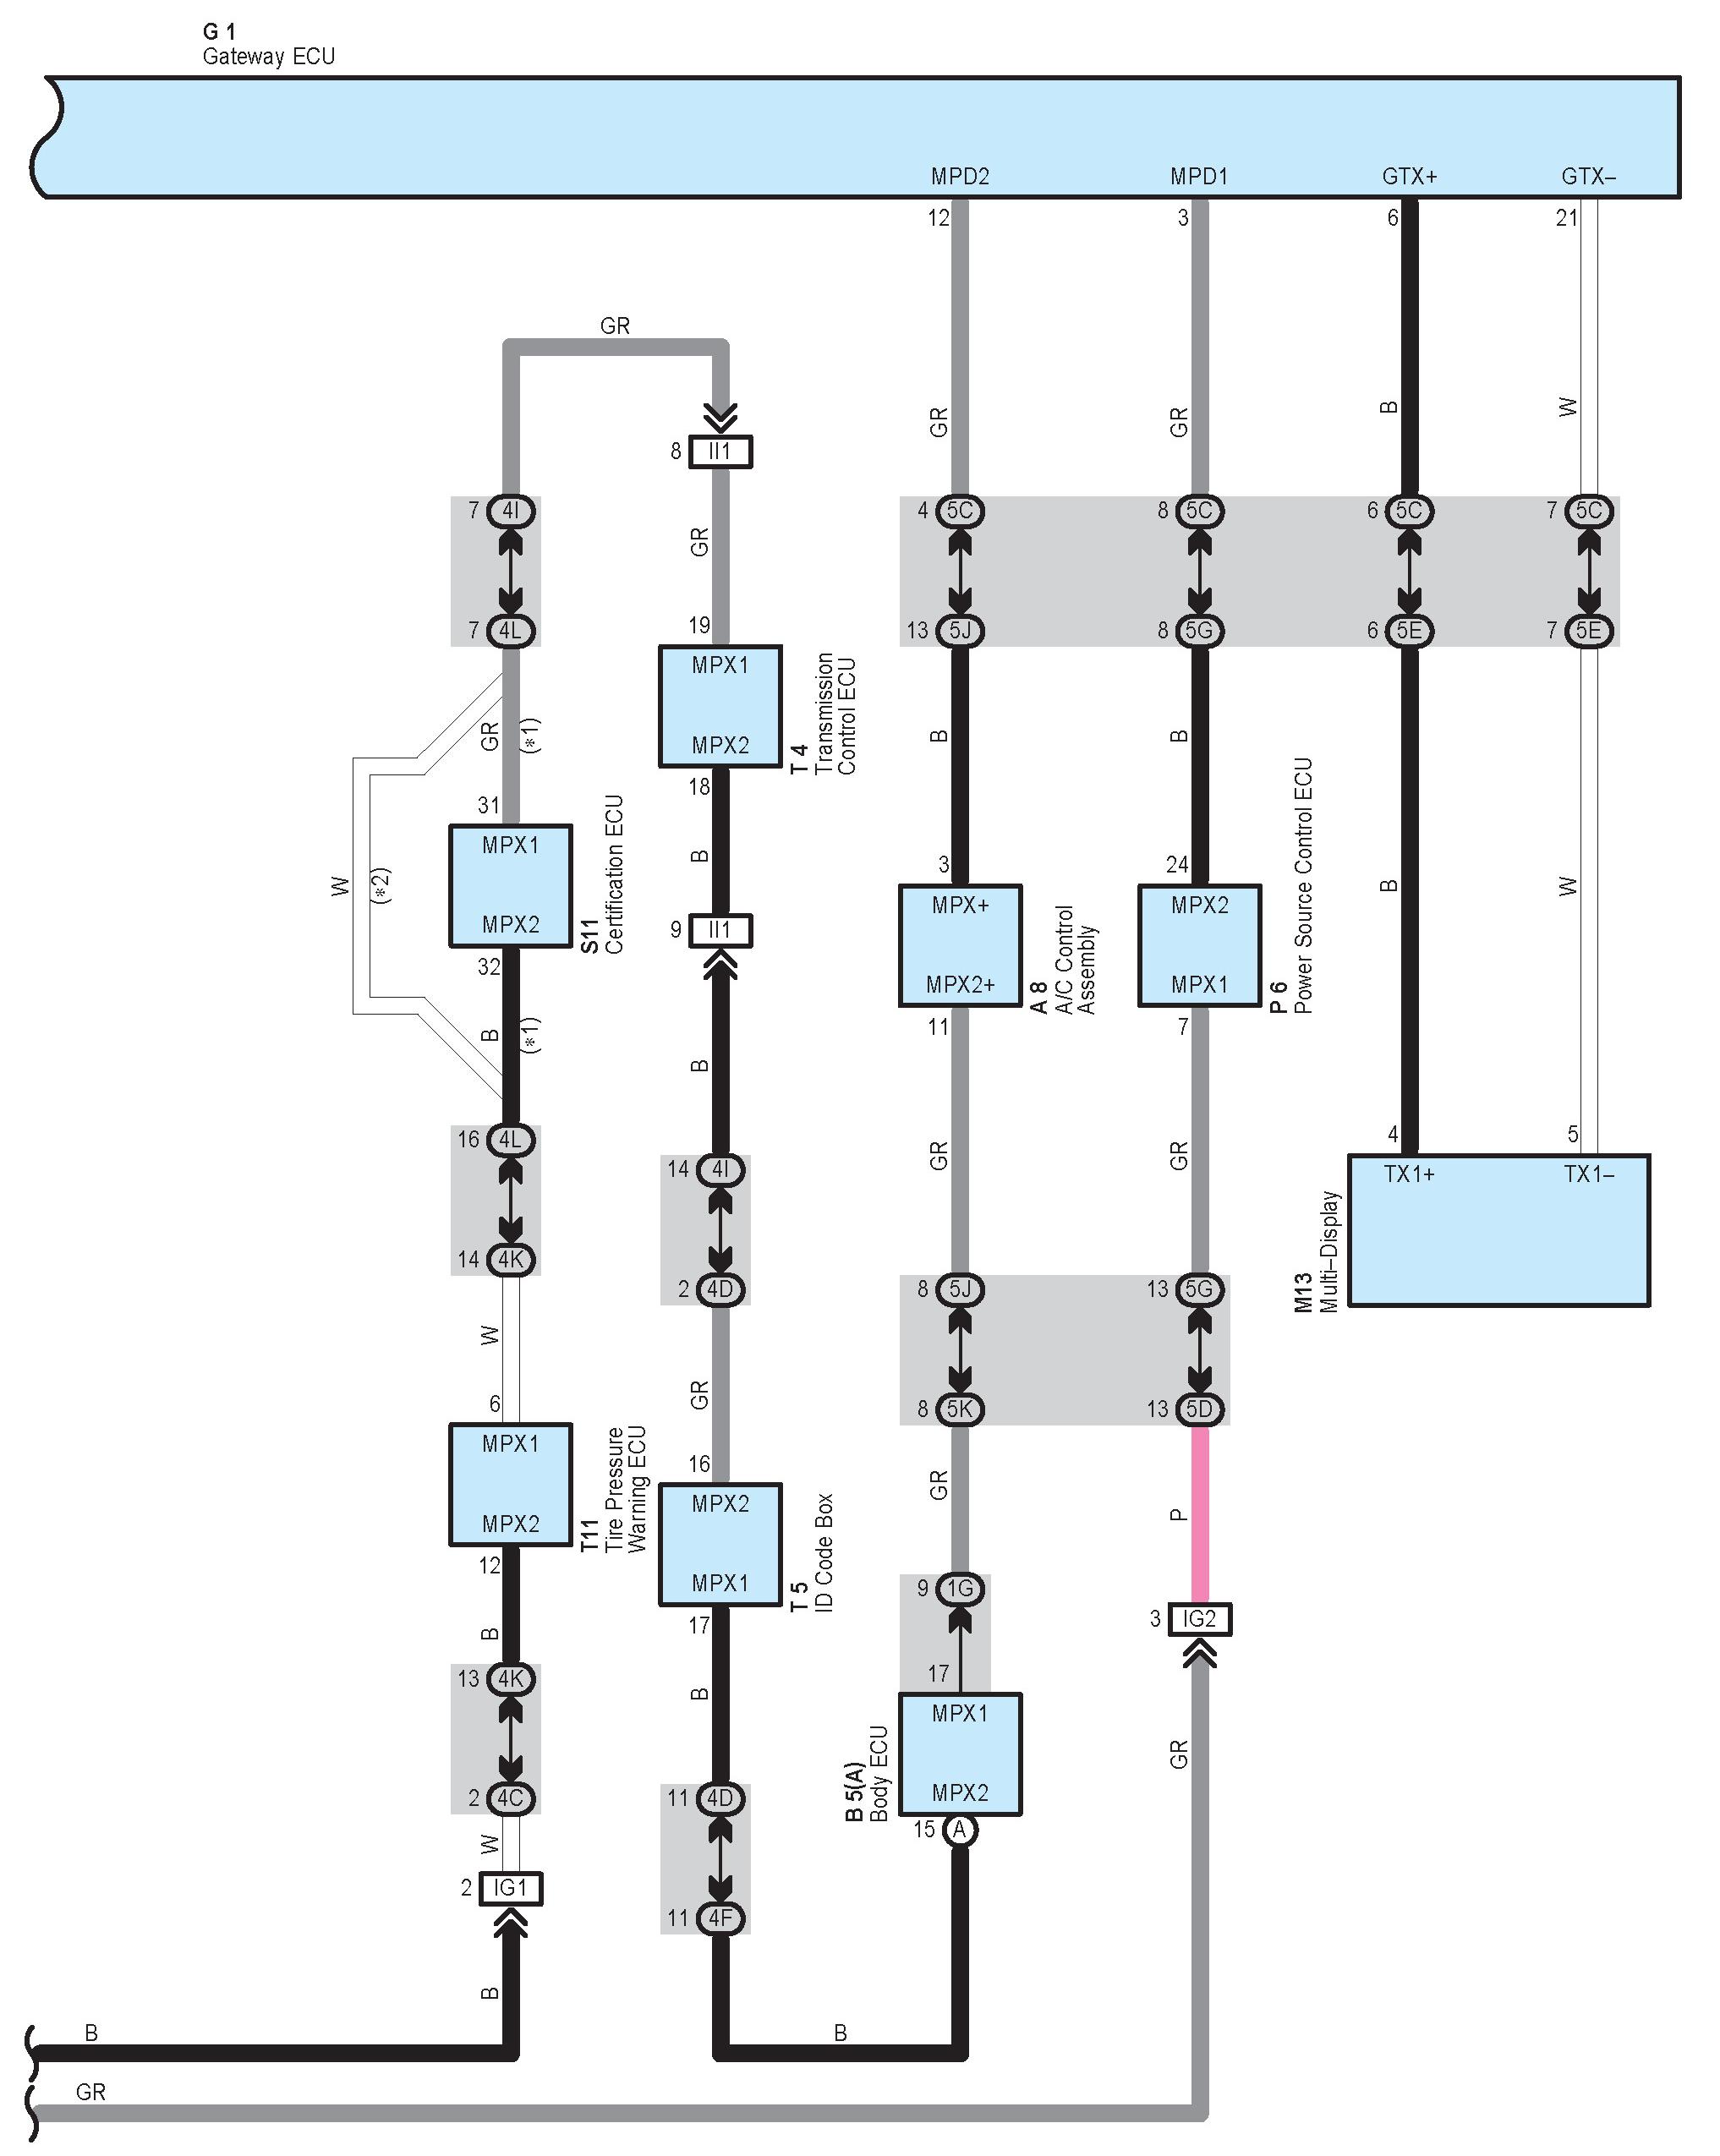 G 1
Gateway ECU
MPD2
MPD1
GTX+
GTX–
12
3
6
21
GR
8
II1
GR
GR
B
W
7
4I
4
5C
8
5C
6
5C
7
5C
GR
7
4L
19
13
5J
8
5G
6
5E
7
5E
MPX1
MPX2
T 4
Transmission
Control ECU
GR
(*1)
B
B
18
31
MPX1
MPX2
S11
Certification ECU
W
(*2)
B
3
24
B
W
MPX+
MPX2+
A 8
A/C Control
Assembly
MPX2
MPX1
P 6
Power Source Control ECU
9
II1
32
B
(*1)
B
11
7
16
4L
14
4I
GR
GR
4
5
TX1+
TX1–
M13
Multi–Display
14
4K
2
4D
8
5J
13
5G
W
GR
6
8
5K
13
5D
MPX1
MPX2
T11
Tire Pressure
Warning ECU
16
MPX2
MPX1
T 5
ID Code Box
GR
P
12
B
17
9
1G
3
IG2
13
4K
B
17
MPX1
MPX2
B 5(A)
Body ECU
GR
2
4C
11
4D
15
A
W
2
IG1
11
4F
B
B
B
GR